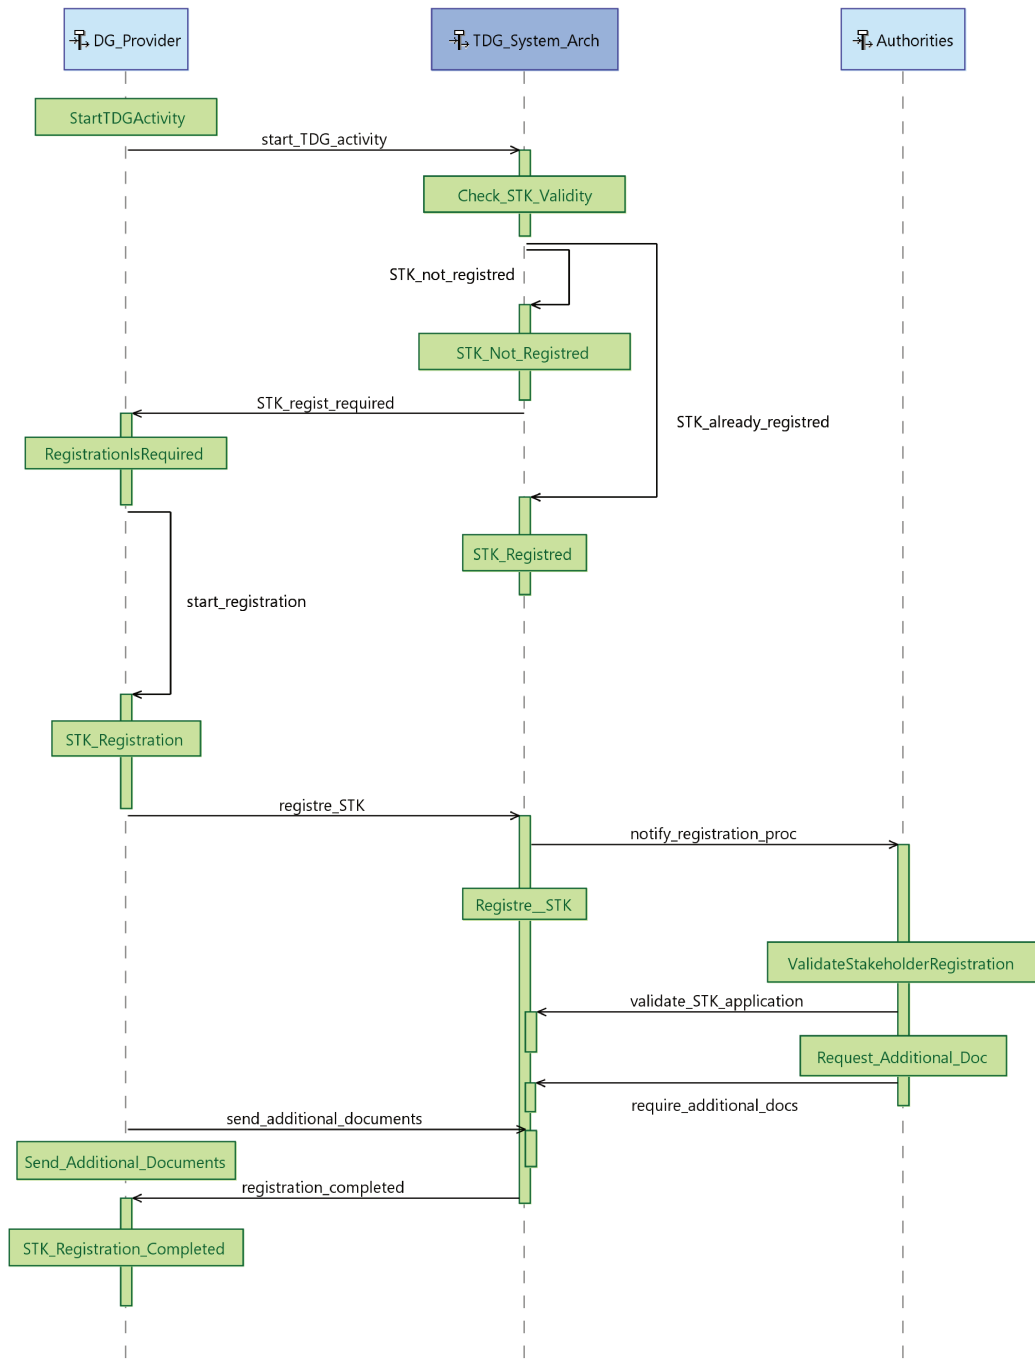 DG_Provider
TDG_System_Arch
Authorities
StartTDGActivity
start_TDG_activity
Check_STK_Validity
STK_not_registred
STK_Not_Registred
STK_regist_required
STK_already_registred
RegistrationIsRequired
STK_Registred
start_registration
STK_Registration
registre_STK
notify_registration_proc
Registre__STK
ValidateStakeholderRegistration
validate_STK_application
Request_Additional_Doc
require_additional_docs
send_additional_documents
Send_Additional_Documents
registration_completed
STK_Registration_Completed